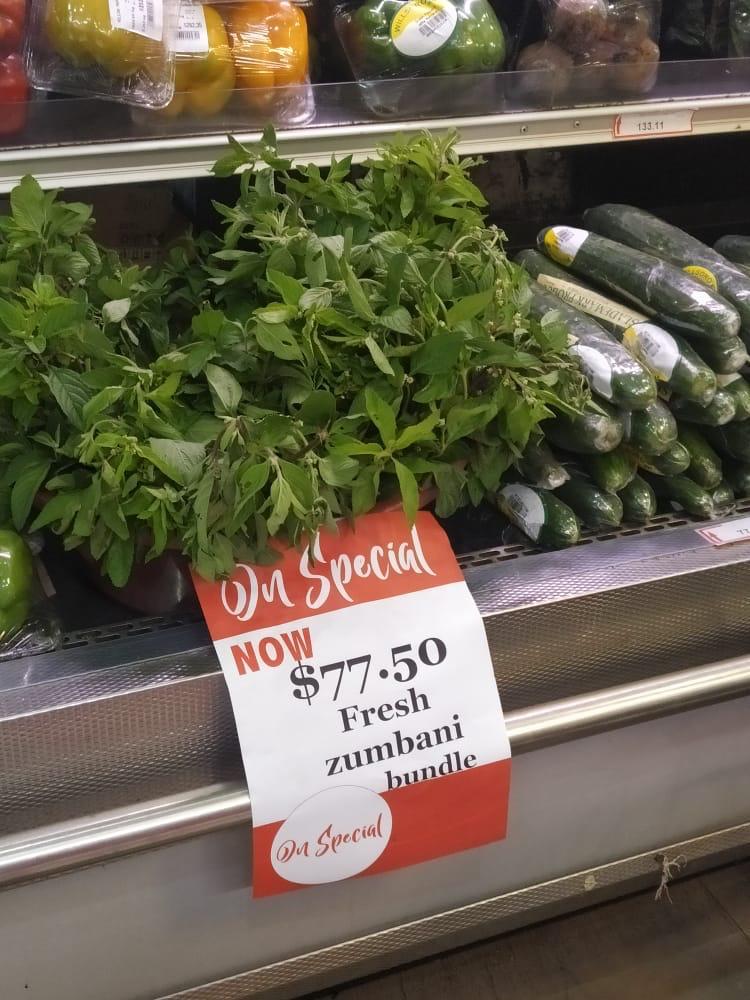 133.11
On Special
NOW
$77.50
Fresh
zumbani
bundle
On Special